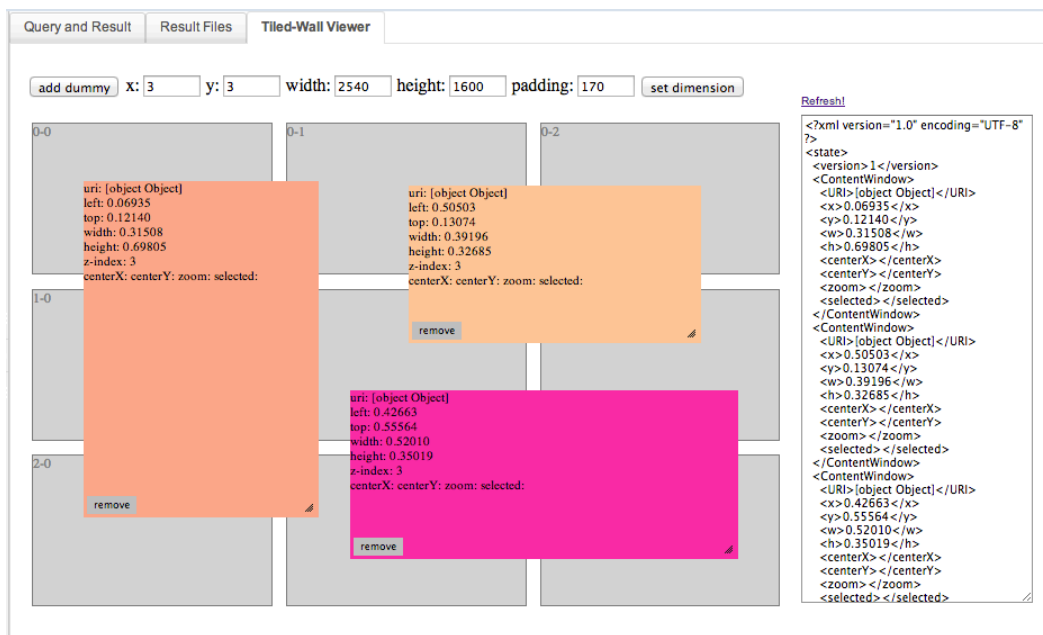 Query and Result
Result Files
Tiled-Wall Viewer
add dummy x: 3 y: 3 width: 2540 height: 1600 padding: 170 set dimension
Refresh!
0-0
0-1
0-2
1-0
2-0
uri: [object Object]
left: 0.06935
top: 0.12140
width: 0.31508
height: 0.69805
z-index: 3
centerX: centerY: zoom: selected:
remove
uri: [object Object]
left: 0.50503
top: 0.13074
width: 0.39196
height: 0.32685
z-index: 3
centerX: centerY: zoom: selected:
remove
uri: [object Object]
left: 0.42663
top: 0.55564
width: 0.52010
height: 0.35019
z-index: 3
centerX: centerY: zoom: selected:
remove
<?xml version="1.0" encoding="UTF-8"
?>
<state>
<version>1</version>
<ContentWindow>
<URI>[object Object]</URI>
<x>0.06935</x>
<y>0.12140</y>
<w>0.31508</w>
<h>0.69805</h>
<centerX></centerX>
<centerY></centerY>
<zoom></zoom>
<selected></selected>
</ContentWindow>
<ContentWindow>
<URI>[object Object]</URI>
<x>0.50503</x>
<y>0.13074</y>
<w>0.39196</w>
<h>0.32685</h>
<centerX></centerX>
<centerY></centerY>
<zoom></zoom>
<selected></selected>
</ContentWindow>
<ContentWindow>
<URI>[object Object]</URI>
<x>0.42663</x>
<y>0.55564</y>
<w>0.52010</w>
<h>0.35019</h>
<centerX></centerX>
<centerY></centerY>
<zoom></zoom>
<selected></selected>